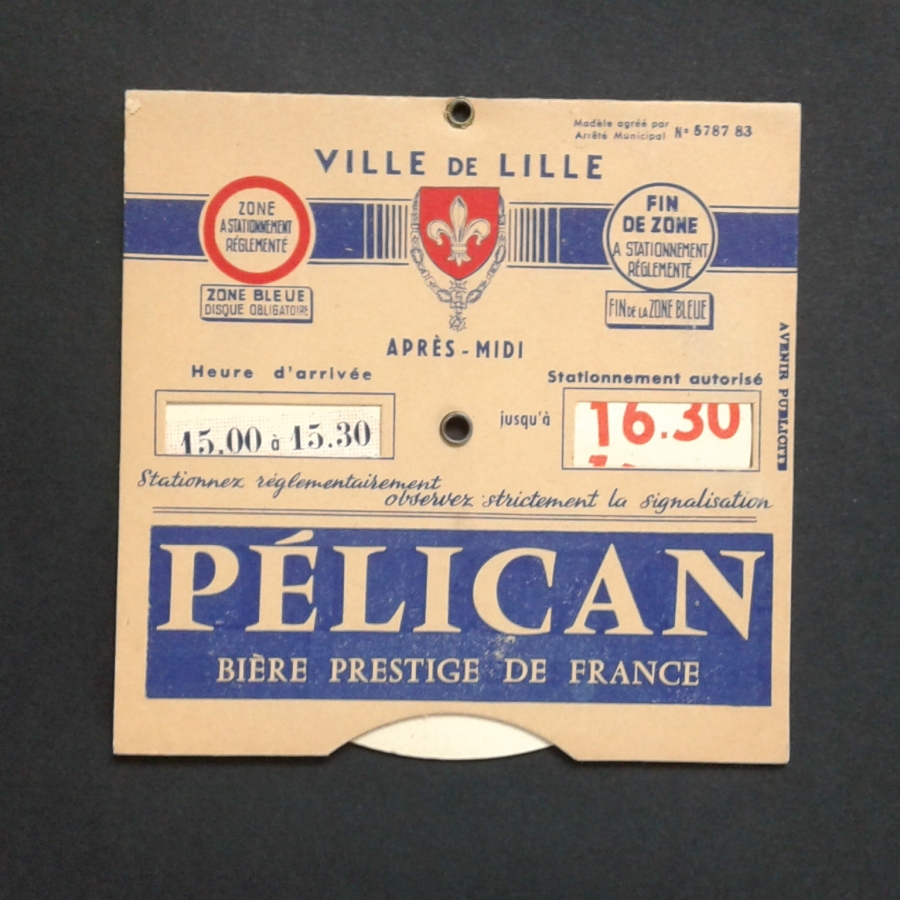 Modèle agréé par
Arrêté Municipal Nº 5787 83
VILLE DE LILLE
ZONE
A STATIONNEMENT
RÉGLEMENTÉ
ZONE BLEUE
DISQUE OBLIGATOIRE
FIN
DE ZONE
A STATIONNEMENT
RÉGLEMENTÉ
FIN DE LA ZONE BLEUE
APRÈS-MIDI
Heure d'arrivée
15.00 à 15.30
Stationnement autorisé
jusqu'à
16.30
AVENIR PUBLICITÉ
Stationnez réglementairement
observez strictement la signalisation
PÉLICAN
BIÈRE PRESTIGE DE FRANCE